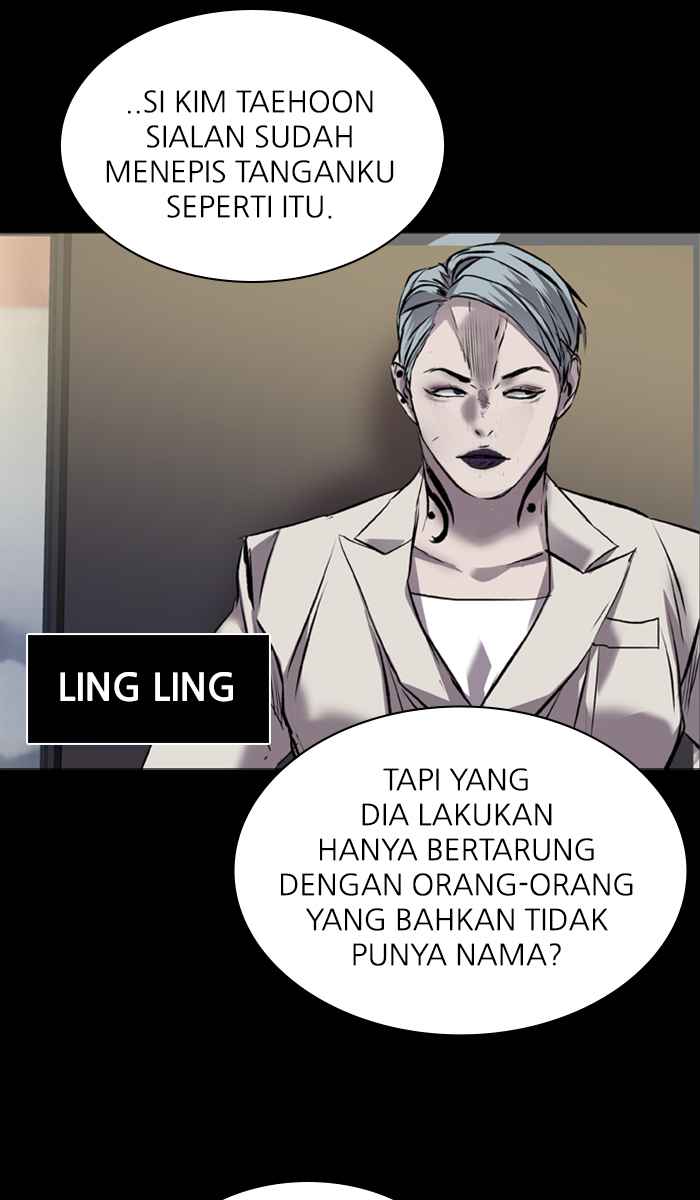 ..SI KIM TAEHOON
SIALAN SUDAH
MENEPIS TANGANKU
SEPERTI ITU.
LING LING
TAPI YANG
DIA LAKUKAN
HANYA BERTARUNG
DENGAN ORANG-ORANG
YANG BAHKAN TIDAK
PUNYA NAMA?